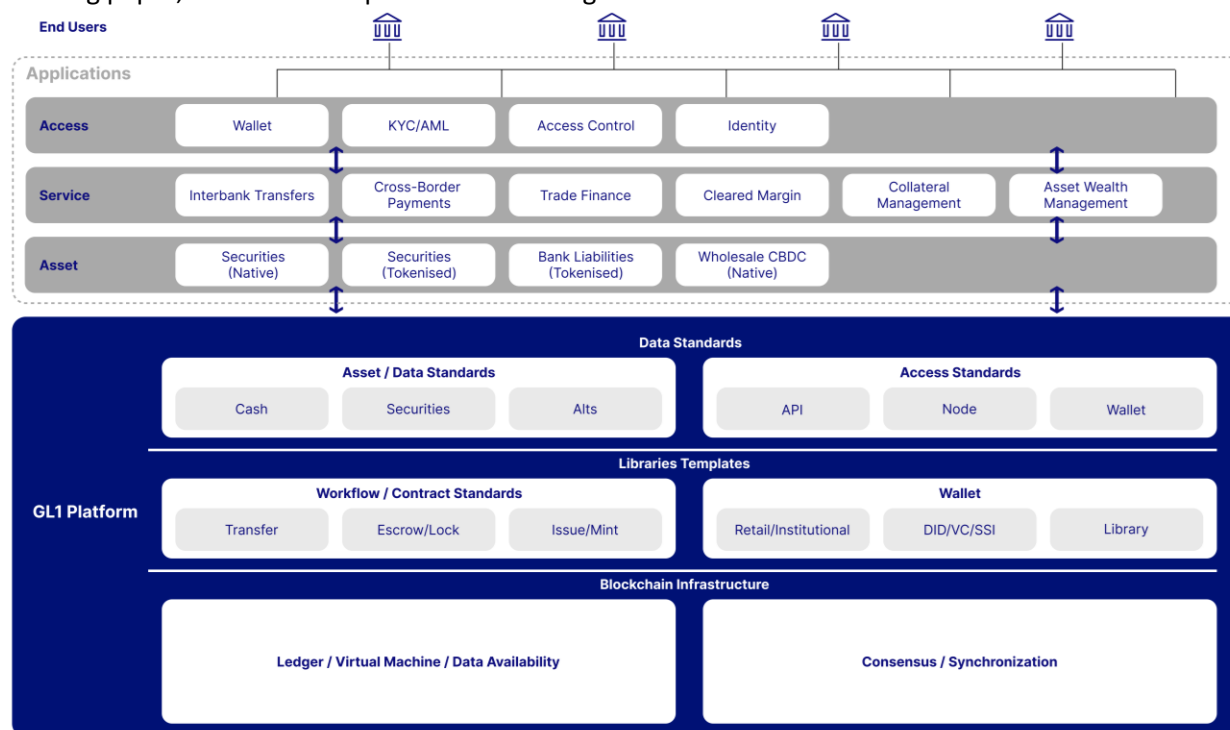 End Users
Applications
Access
Wallet
KYC/AML
Access Control
Identity
Service
Interbank Transfers
Cross-Border
Payments
Trade Finance
Cleared Margin
Collateral
Management
Asset Wealth
Management
Asset
Securities
(Native)
Securities
(Tokenised)
Bank Liabilities
(Tokenised)
Wholesale CBDC
(Native)
GL1 Platform
Data Standards
Asset / Data Standards
Cash
Securities
Alts
Access Standards
API
Node
Wallet
Libraries Templates
Workflow / Contract Standards
Transfer
Escrow/Lock
Issue/Mint
Wallet
Retail/Institutional
DID/VC/SSI
Library
Blockchain Infrastructure
Ledger / Virtual Machine / Data Availability
Consensus / Synchronization